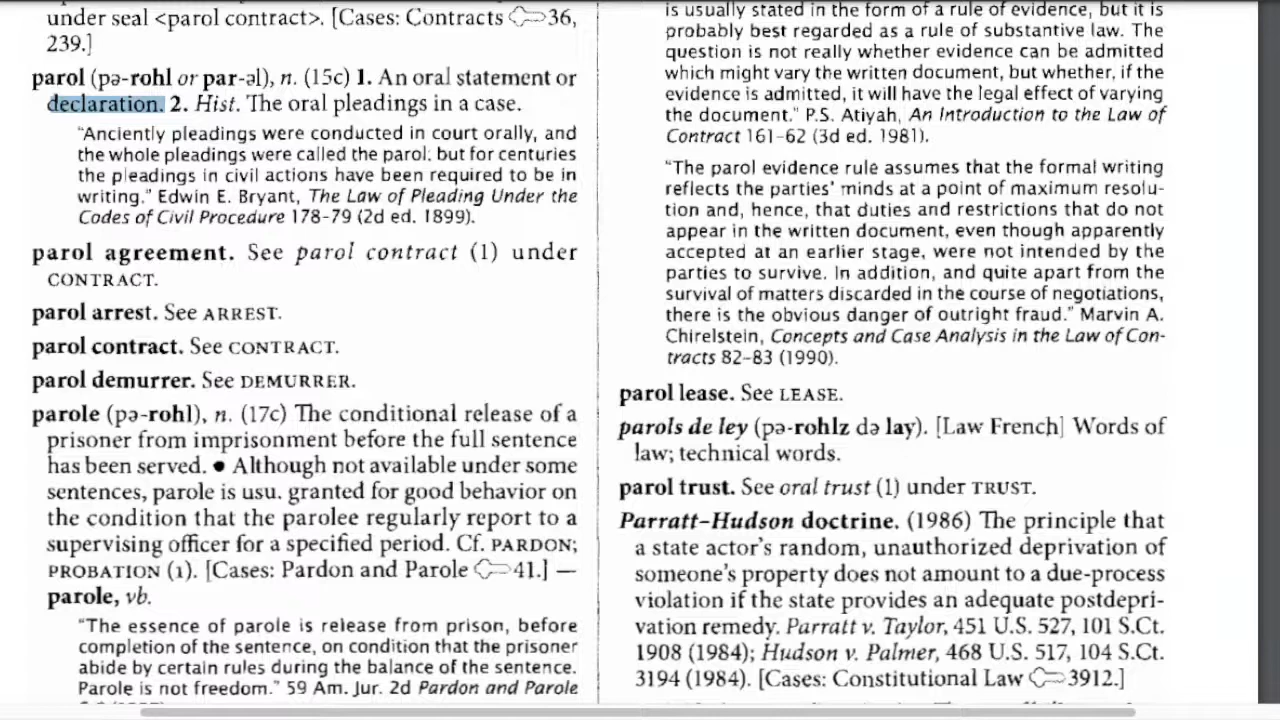 under seal <parol contract>. [Cases: Contracts 36,
239.]
parol (pə-rohl or par-əl), n. (15c) 1. An oral statement or
declaration. 2. Hist. The oral pleadings in a case.
"Anciently pleadings were conducted in court orally, and
the whole pleadings were called the parol; but for centuries
the pleadings in civil actions have been required to be in
writing." Edwin E. Bryant, The Law of Pleading Under the
Codes of Civil Procedure 178–79 (2d ed. 1899).
parol agreement. See parol contract (1) under
CONTRACT.
parol arrest. See ARREST.
parol contract. See CONTRACT.
parol demurrer. See DEMURRER.
parole (pə-rohl), n. (17c) The conditional release of a
prisoner from imprisonment before the full sentence
has been served. ● Although not available under some
sentences, parole is usu. granted for good behavior on
the condition that the parolee regularly report to a
supervising officer for a specified period. Cf. PARDON;
PROBATION (1). [Cases: Pardon and Parole 41.] —
parole, vb.
"The essence of parole is release from prison, before
completion of the sentence, on condition that the prisoner
abide by certain rules during the balance of the sentence.
Parole is not freedom." 59 Am. Jur. 2d Pardon and Parole
is usually stated in the form of a rule of evidence, but it is
probably best regarded as a rule of substantive law. The
question is not really whether evidence can be admitted
which might vary the written document, but whether, if the
evidence is admitted, it will have the legal effect of varying
the document." P.S. Atiyah, An Introduction to the Law of
Contract 161–62 (3d ed. 1981).
"The parol evidence rule assumes that the formal writing
reflects the parties' minds at a point of maximum resolu-
tion and, hence, that duties and restrictions that do not
appear in the written document, even though apparently
accepted at an earlier stage, were not intended by the
parties to survive. In addition, and quite apart from the
survival of matters discarded in the course of negotiations,
there is the obvious danger of outright fraud." Marvin A.
Chirelstein, Concepts and Case Analysis in the Law of Con-
tracts 82–83 (1990).
parol lease. See LEASE.
parols de ley (pə-rohlz də lay). [Law French] Words of
law; technical words.
parol trust. See oral trust (1) under TRUST.
Parratt–Hudson doctrine. (1986) The principle that
a state actor's random, unauthorized deprivation of
someone's property does not amount to a due-process
violation if the state provides an adequate postdepri-
vation remedy. Parratt v. Taylor, 451 U.S. 527, 101 S.Ct.
1908 (1984); Hudson v. Palmer, 468 U.S. 517, 104 S.Ct.
3194 (1984). [Cases: Constitutional Law 3912.]